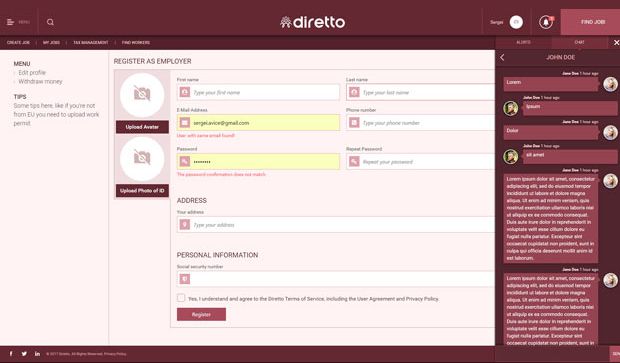 MENU
diretto
Sergei
FIND JOB!
CREATE JOB | MY JOBS | TAX MANAGEMENT | FIND WORKERS
ALERTS
CHAT
MENU
Edit profile
Withdraw money
TIPS
Some tips here, like if you're not
from EU you need to upload work
permit.
REGISTER AS EMPLOYER
Upload Avatar
Upload Photo of ID
First name
Type your first name
Last name
Type your last name
E-Mail Address
sergei.avice@gmail.com
User with same email found!
Phone number
Type your phone number
Password
••••••••
The password confirmation does not match.
Repeat Password
Repeat your password
ADDRESS
Your address
Type your address
PERSONAL INFORMATION
Social security number
Yes, I understand and agree to the Diretto Terms of Service, including the User Agreement and Privacy Policy.
Register
JOHN DOE
Jane Doe 1 hour ago
Lorem
John Doe 1 hour ago
Ipsum
Jane Doe 1 hour ago
Dolor
John Doe 1 hour ago
sit amet
Jane Doe 1 hour ago
Lorem ipsum dolor sit amet, consectetur
adipiscing elit, sed do eiusmod tempor
incididunt ut labore et dolore magna
aliqua. Ut enim ad minim veniam, quis
nostrud exercitation ullamco laboris nisi
ut aliquip ex ea commodo consequat.
Duis aute irure dolor in reprehenderit in
voluptate velit esse cillum dolore eu
fugiat nulla pariatur. Excepteur sint
occaecat cupidatat non proident, sunt in
culpa qui officia deserunt mollit anim id
est laborum.
Jane Doe 1 hour ago
Lorem ipsum dolor sit amet, consectetur
adipiscing elit, sed do eiusmod tempor
incididunt ut labore et dolore magna
aliqua. Ut enim ad minim veniam, quis
nostrud exercitation ullamco laboris nisi
ut aliquip ex ea commodo consequat.
Duis aute irure dolor in reprehenderit in
© 2017 Diretto. All Rights Reserved. Privacy Policy.